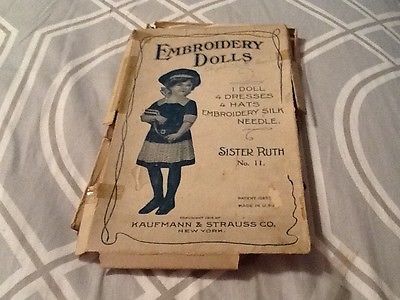 EMBROIDERY
DOLLS
1 DOLL
4 DRESSES
4 HATS
EMBROIDERY SILK
NEEDLE.
SISTER RUTH
No. 11.
MADE IN U.S.A.
KAUFMANN & STRAUSS CO.
NEW YORK.